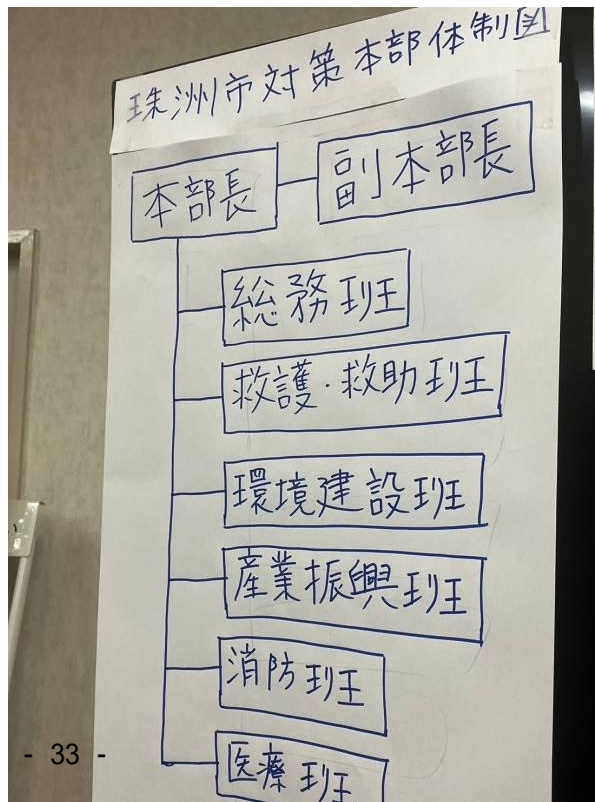 珠洲市対策本部体制図
本部長
副本部長
総務班
救護・救助班
環境建設班
産業振興班
消防班
医療班
- 33 -